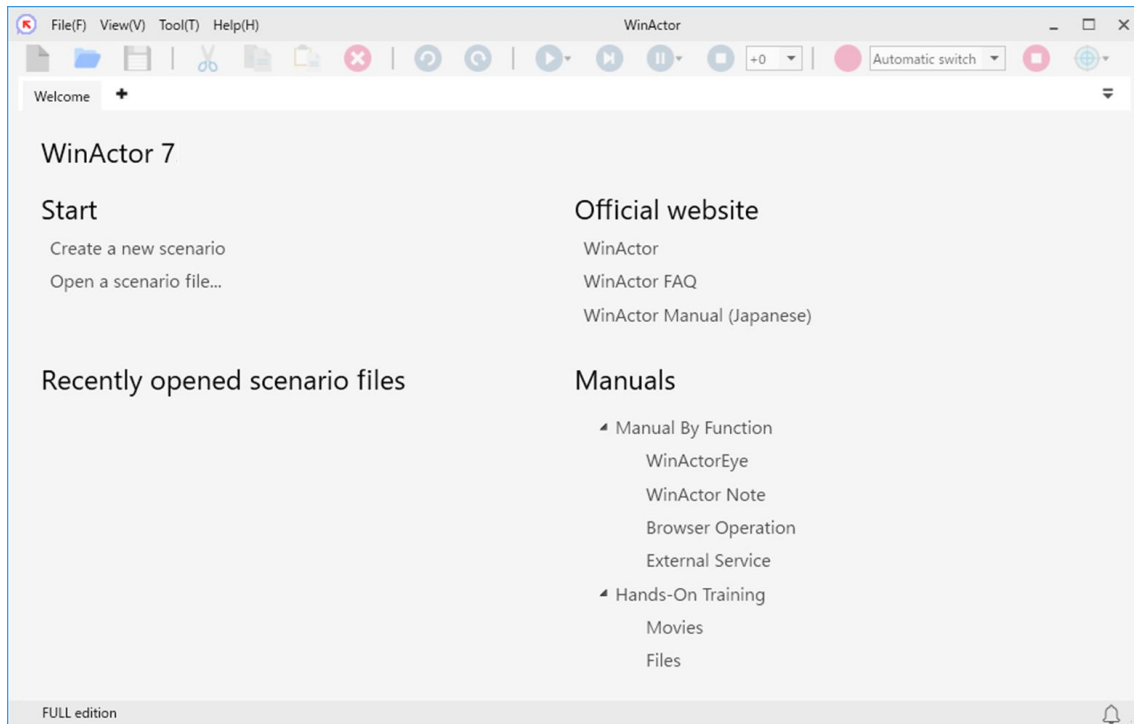 File(F) View(V) Tool(T) Help(H) WinActor
+0 Automatic switch
Welcome
WinActor 7
Start
Create a new scenario
Open a scenario file...
Official website
WinActor
WinActor FAQ
WinActor Manual (Japanese)
Recently opened scenario files
Manuals
Manual By Function
WinActorEye
WinActor Note
Browser Operation
External Service
Hands-On Training
Movies
Files
FULL edition